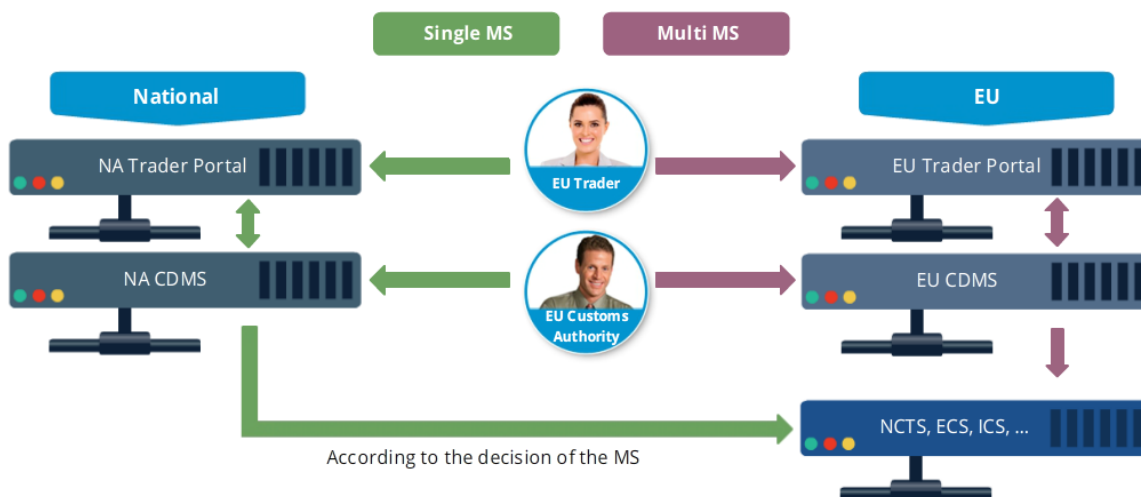 Single MS
Multi MS
National
EU
NA Trader Portal
EU Trader
EU Trader Portal
NA CDMS
EU Customs
Authority
EU CDMS
NCTS, ECS, ICS, ...
According to the decision of the MS